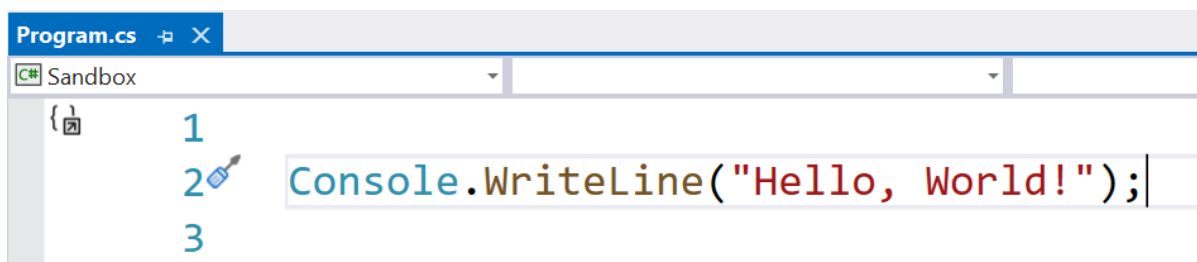 Program.cs
C# Sandbox
1
2 Console.WriteLine("Hello, World!");
3